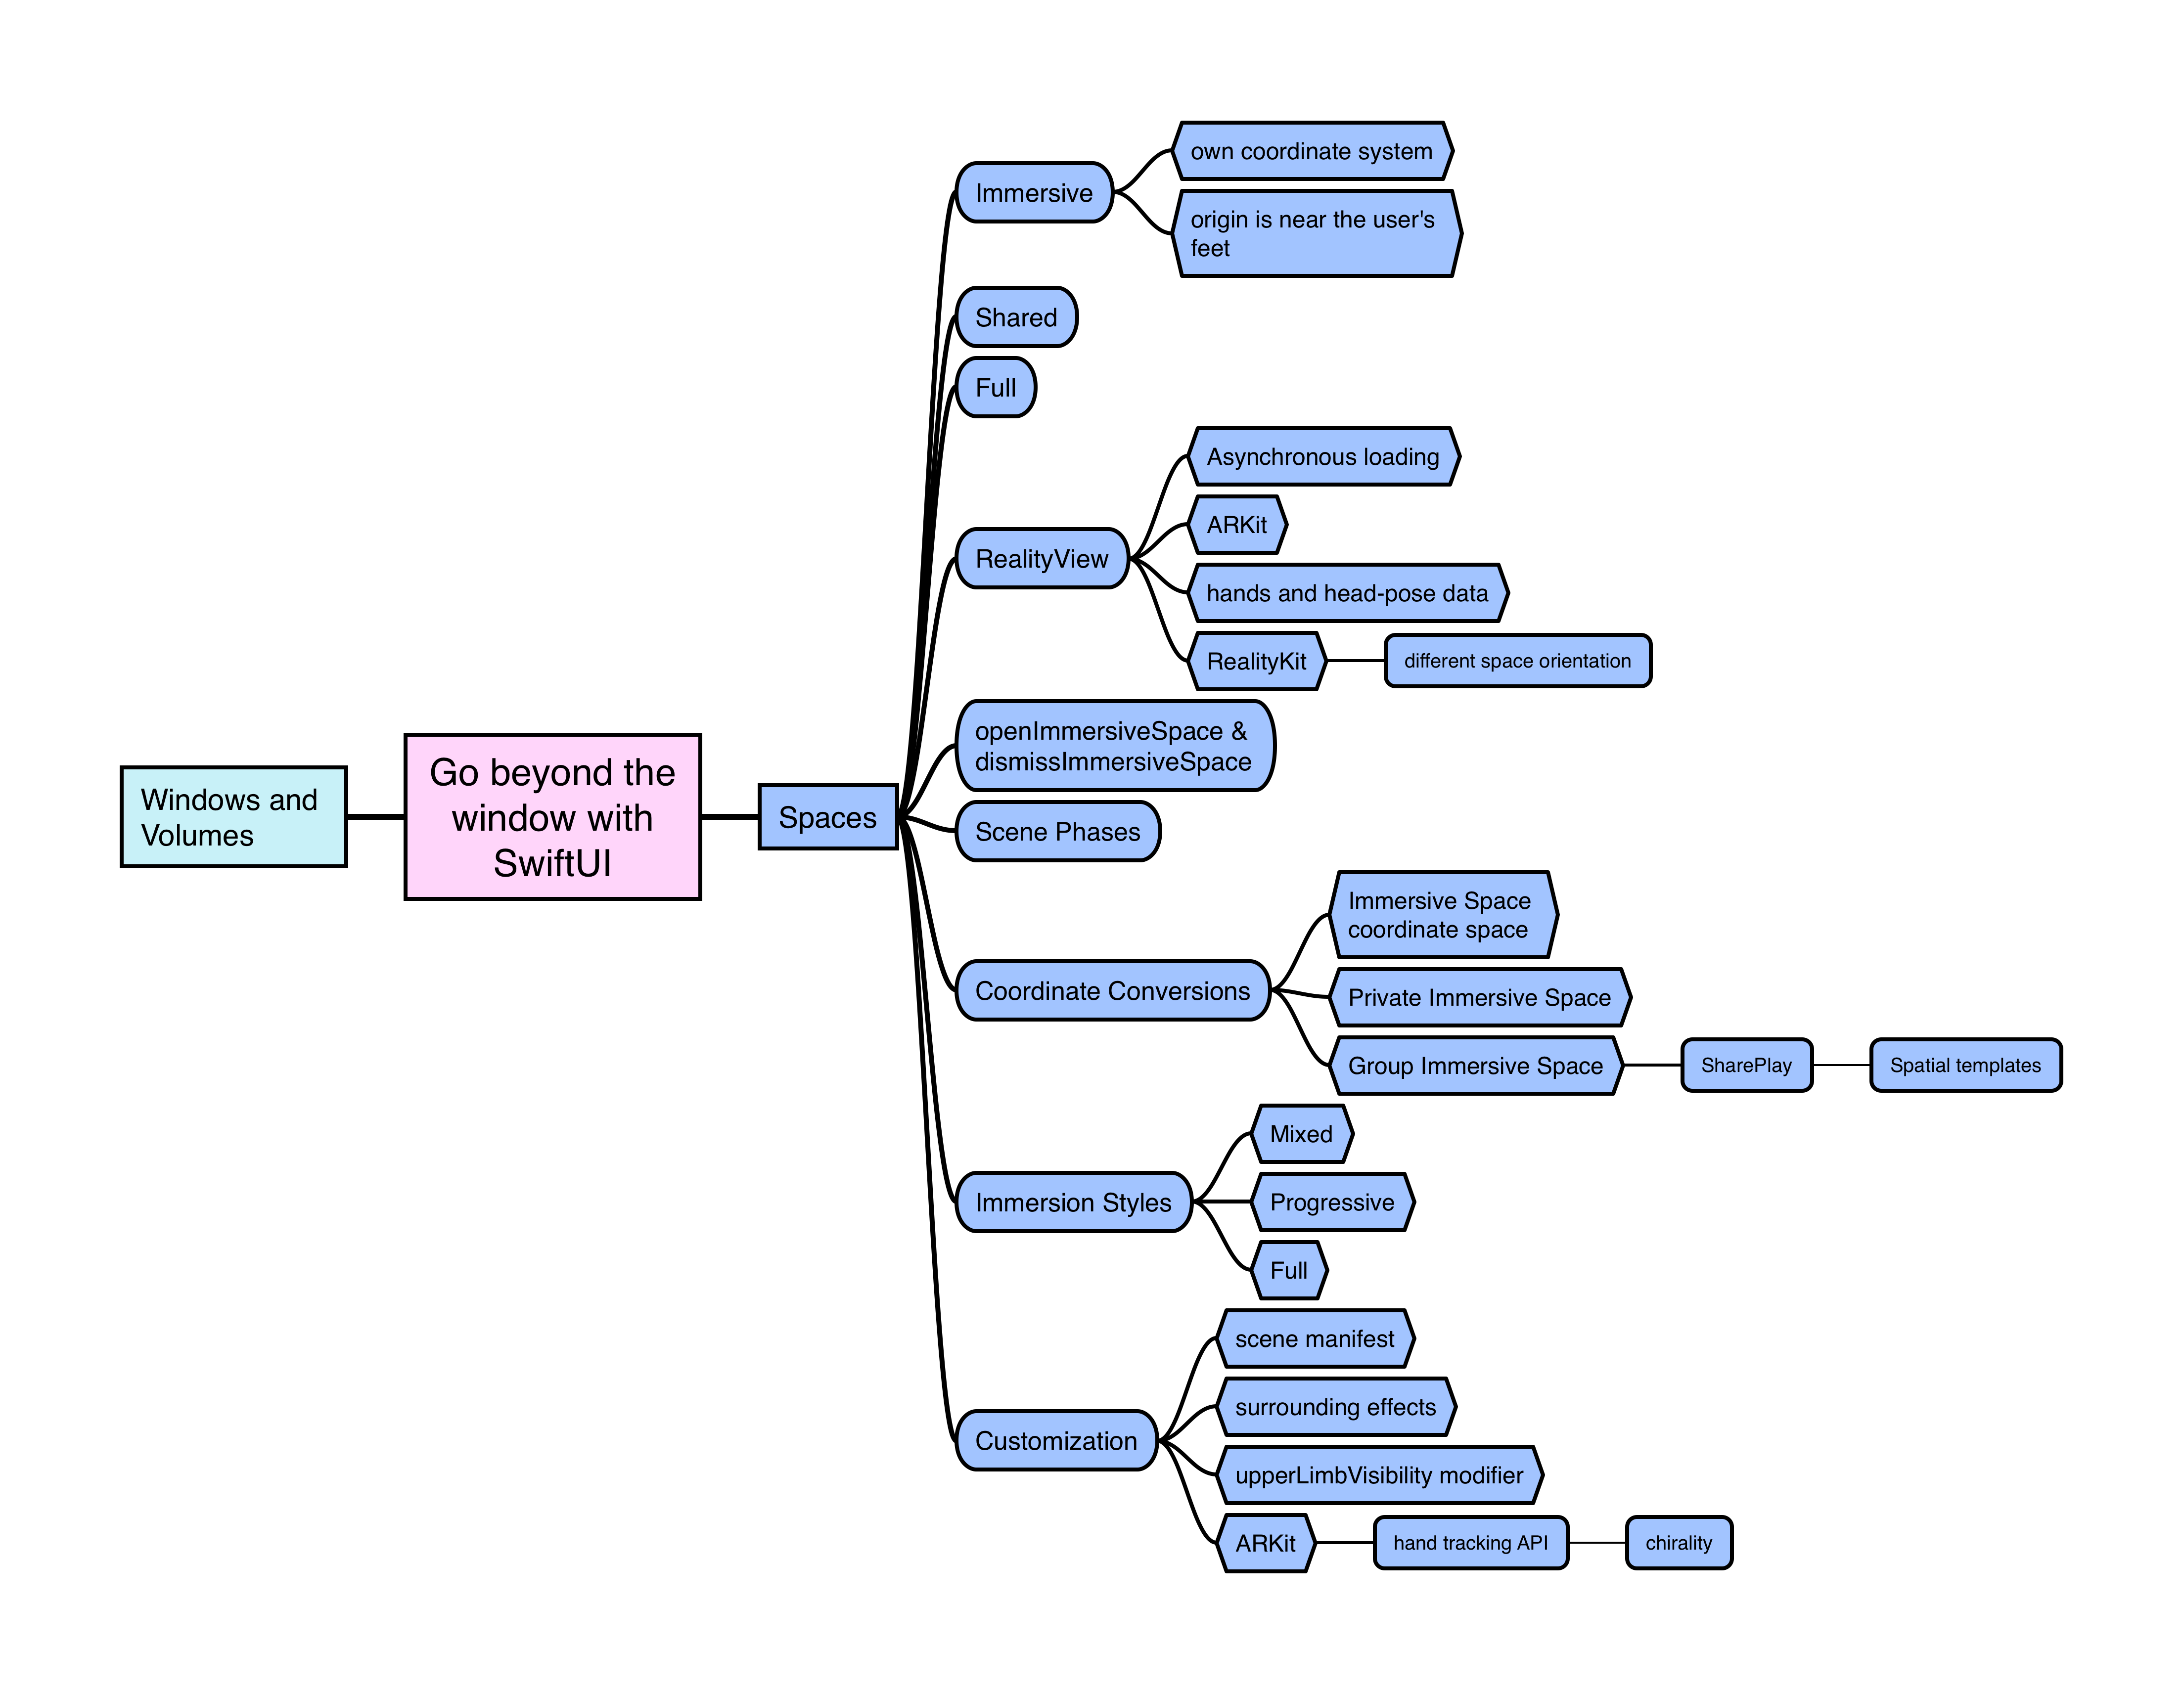 Windows and
Volumes
Go beyond the
window with
SwiftUI
Spaces
Immersive
own coordinate system
origin is near the user's
feet
Shared
Full
RealityView
Asynchronous loading
ARKit
hands and head-pose data
RealityKit
different space orientation
openImmersiveSpace &
dismissImmersiveSpace
Scene Phases
Coordinate Conversions
Immersive Space
coordinate space
Private Immersive Space
Group Immersive Space
SharePlay
Spatial templates
Immersion Styles
Mixed
Progressive
Full
Customization
scene manifest
surrounding effects
upperLimbVisibility modifier
ARKit
hand tracking API
chirality